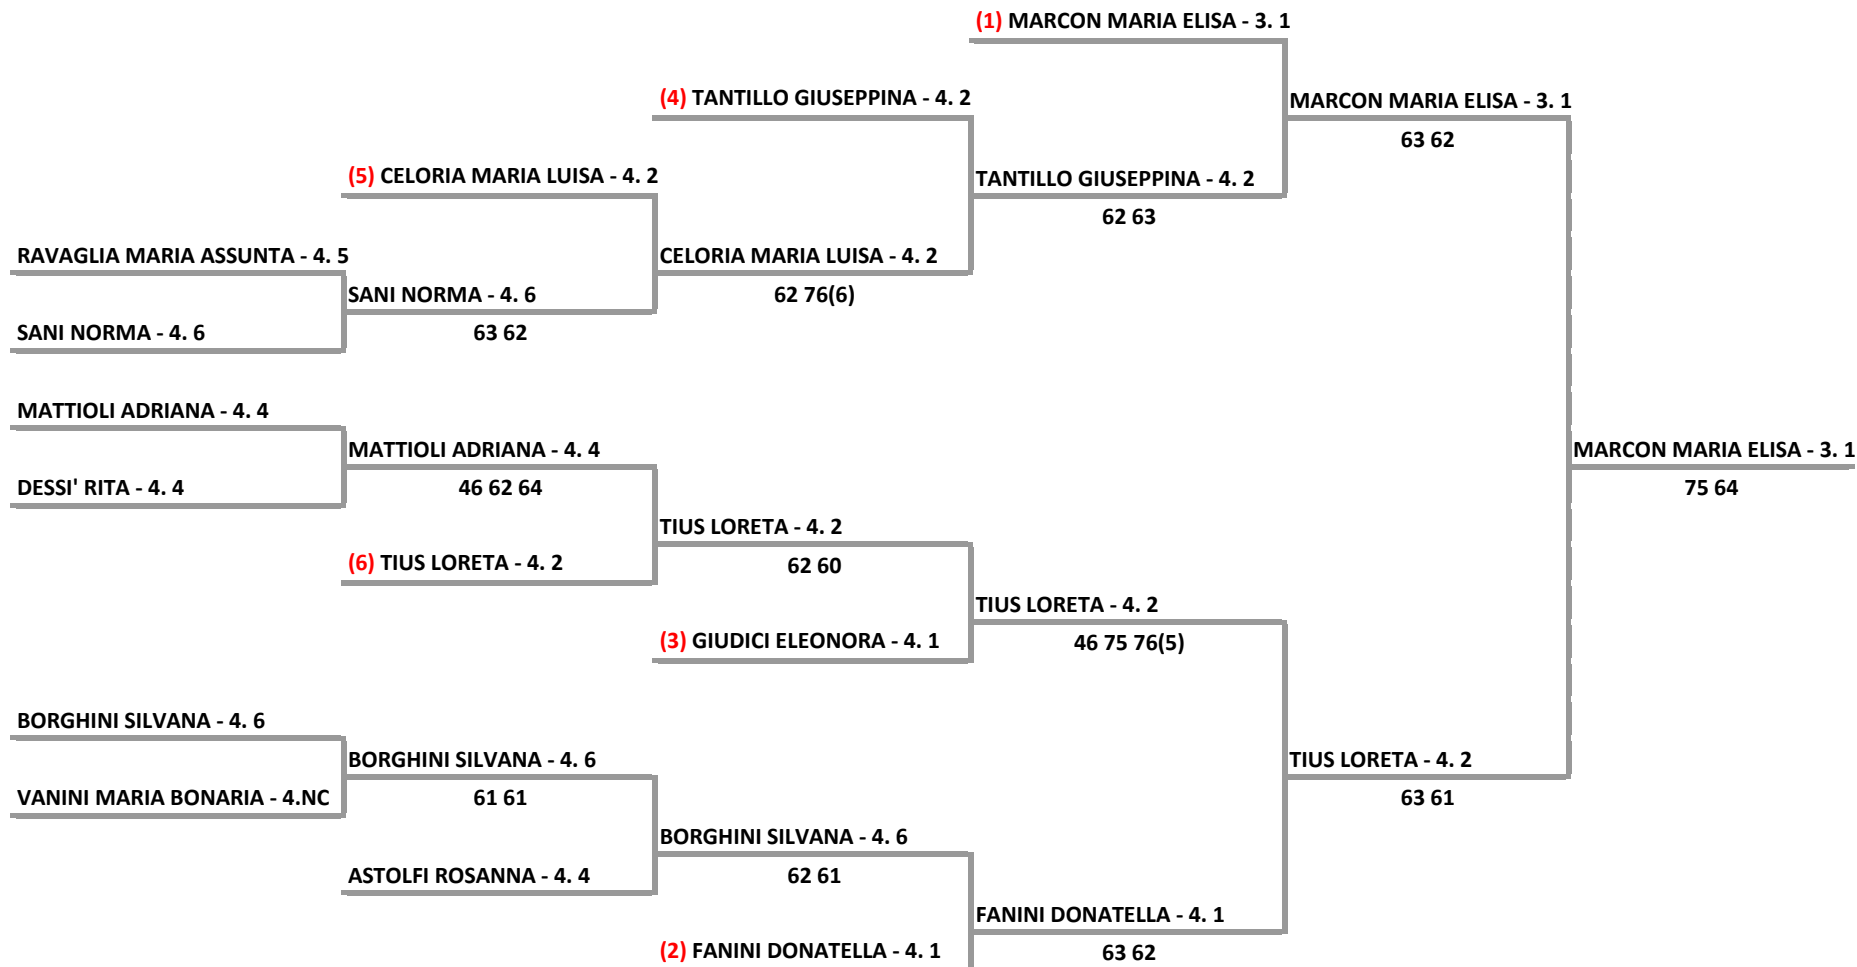 (1) MARCON MARIA ELISA - 3. 1
(4) TANTILLO GIUSEPPINA - 4. 2
MARCON MARIA ELISA - 3. 1
63 62
(5) CELORIA MARIA LUISA - 4. 2
TANTILLO GIUSEPPINA - 4. 2
62 63
RAVAGLIA MARIA ASSUNTA - 4. 5
CELORIA MARIA LUISA - 4. 2
SANI NORMA - 4. 6
62 76(6)
SANI NORMA - 4. 6
63 62
MATTIOLI ADRIANA - 4. 4
MATTIOLI ADRIANA - 4. 4
MARCON MARIA ELISA - 3. 1
DESSI' RITA - 4. 4
46 62 64
75 64
TIUS LORETA - 4. 2
(6) TIUS LORETA - 4. 2
62 60
TIUS LORETA - 4. 2
(3) GIUDICI ELEONORA - 4. 1
46 75 76(5)
BORGHINI SILVANA - 4. 6
BORGHINI SILVANA - 4. 6
TIUS LORETA - 4. 2
VANINI MARIA BONARIA - 4.NC
61 61
63 61
BORGHINI SILVANA - 4. 6
ASTOLFI ROSANNA - 4. 4
62 61
FANINI DONATELLA - 4. 1
(2) FANINI DONATELLA - 4. 1
63 62